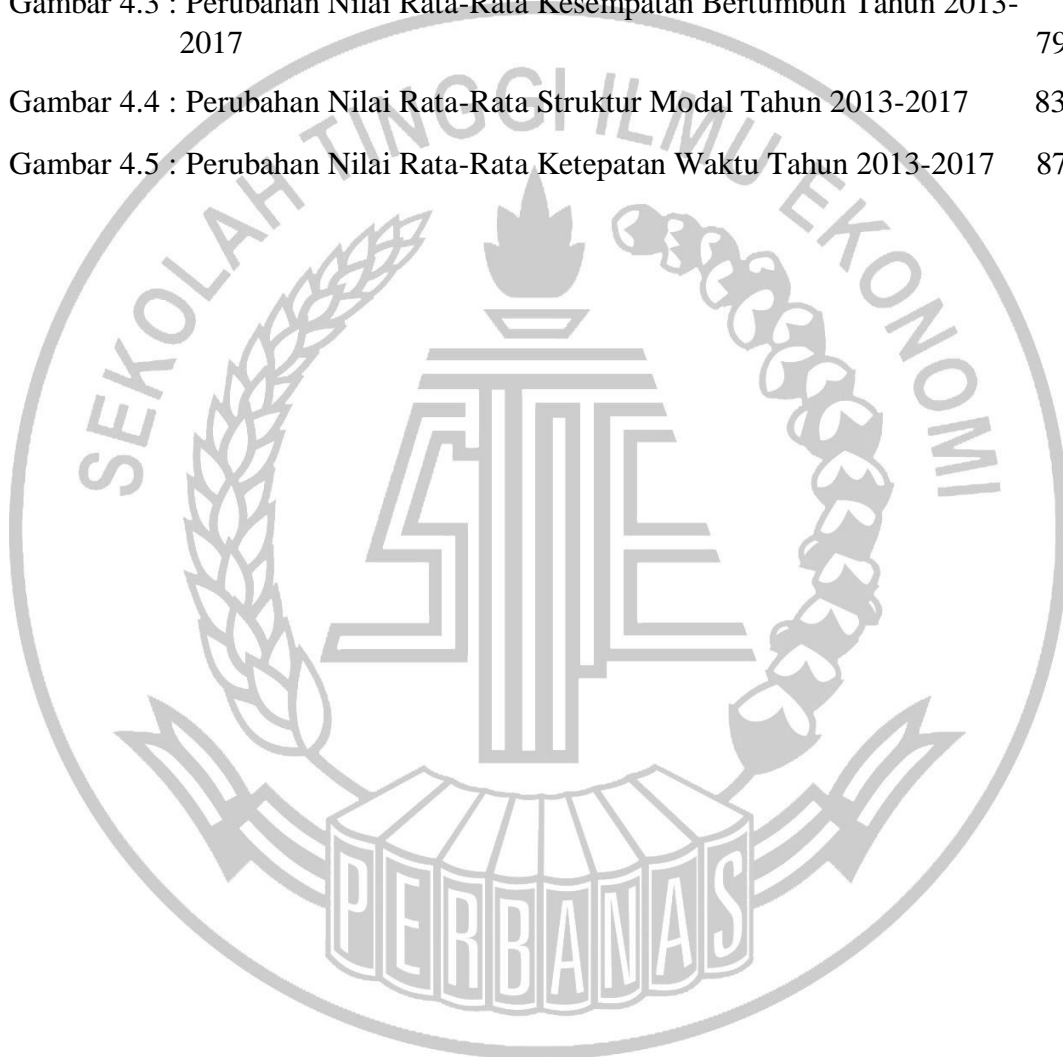 Gambar 4.3 : Perubahan Nilai Rata-Rata Kesempatan Bertumbuh Tahun 2013-
2017 79
Gambar 4.4 : Perubahan Nilai Rata-Rata Struktur Modal Tahun 2013-2017 83
Gambar 4.5 : Perubahan Nilai Rata-Rata Ketepatan Waktu Tahun 2013-2017 87
SEKOLAH TINGGI ILMU EKONOMI
STIE
PERBANAS